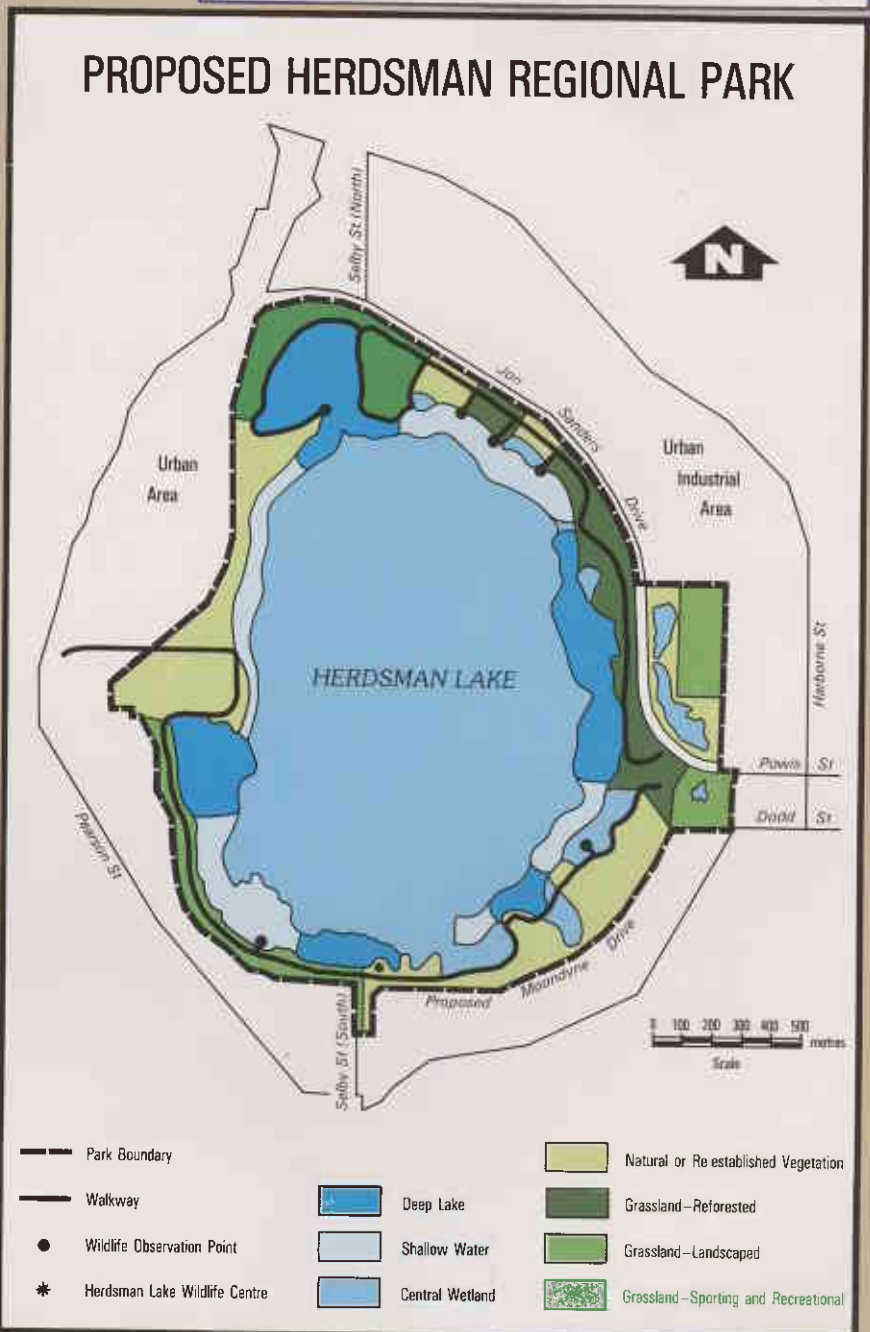 PROPOSED HERDSMAN REGIONAL PARK
Selby St (North)
N
Jon
Sanders
Drive
Urban
Area
Urban
Industrial
Area
HERDSMAN LAKE
Harborne St
Powis St
Dodd St
Pearson St
Proposed Moondyne Drive
Selby St (South)
0 100 200 300 400 500
metres
Scale
Park Boundary
Walkway
Wildlife Observation Point
Herdsman Lake Wildlife Centre
Deep Lake
Shallow Water
Central Wetland
Natural or Re-established Vegetation
Grassland-Reforested
Grassland-Landscaped
Grassland-Sporting and Recreational